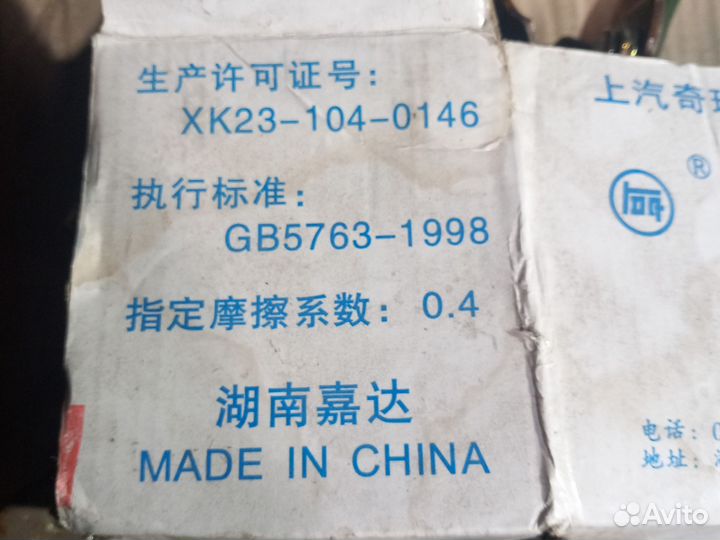 生产许可证号:
XK23-104-0146
执行标准:
GB5763-1998
指定摩擦系数: 0.4
湖南嘉达
MADE IN CHINA
上汽奇瑞
®
电话:
地址:
Avito